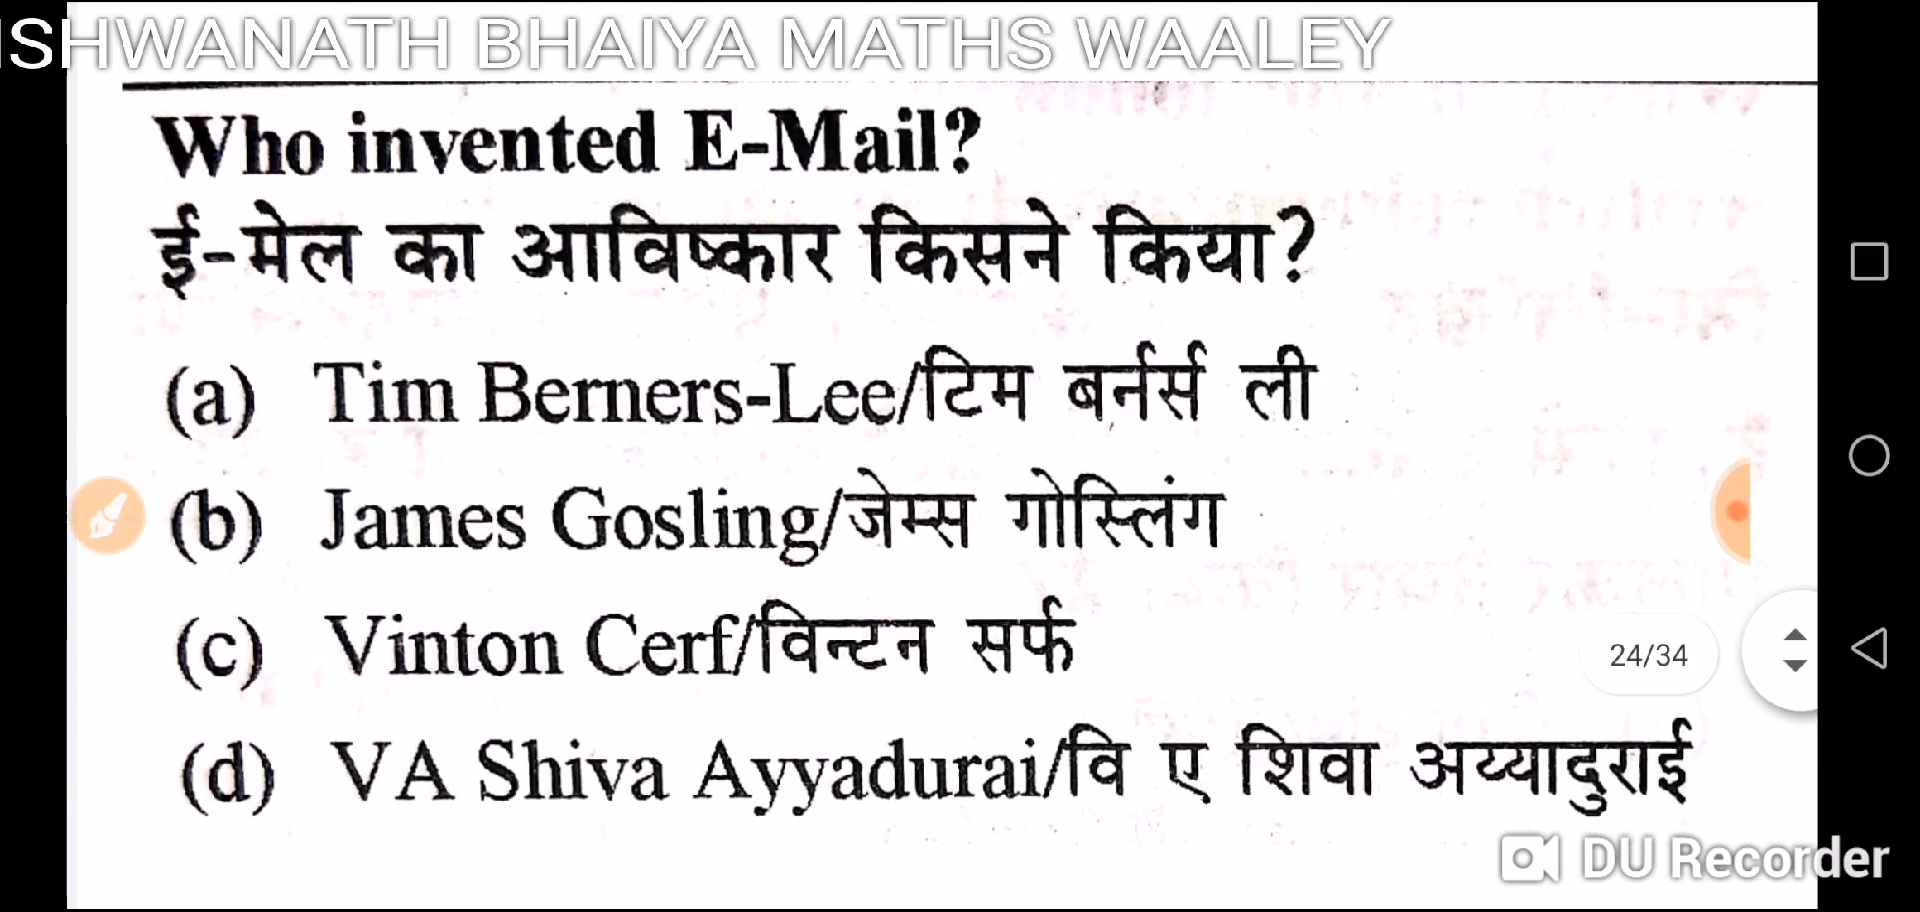 ISHWANATH BHAIYA MATHS WAALEY
Who invented E-Mail?
ई-मेल का आविष्कार किसने किया?
(a) Tim Berners-Lee/टिम बर्नर्स ली
(b) James Gosling/जेम्स गोस्लिंग
(c) Vinton Cerf/विन्टन सर्फ
24/34
(d) VA Shiva Ayyadurai/वि ए शिवा अय्यादुराई
DU Recorder